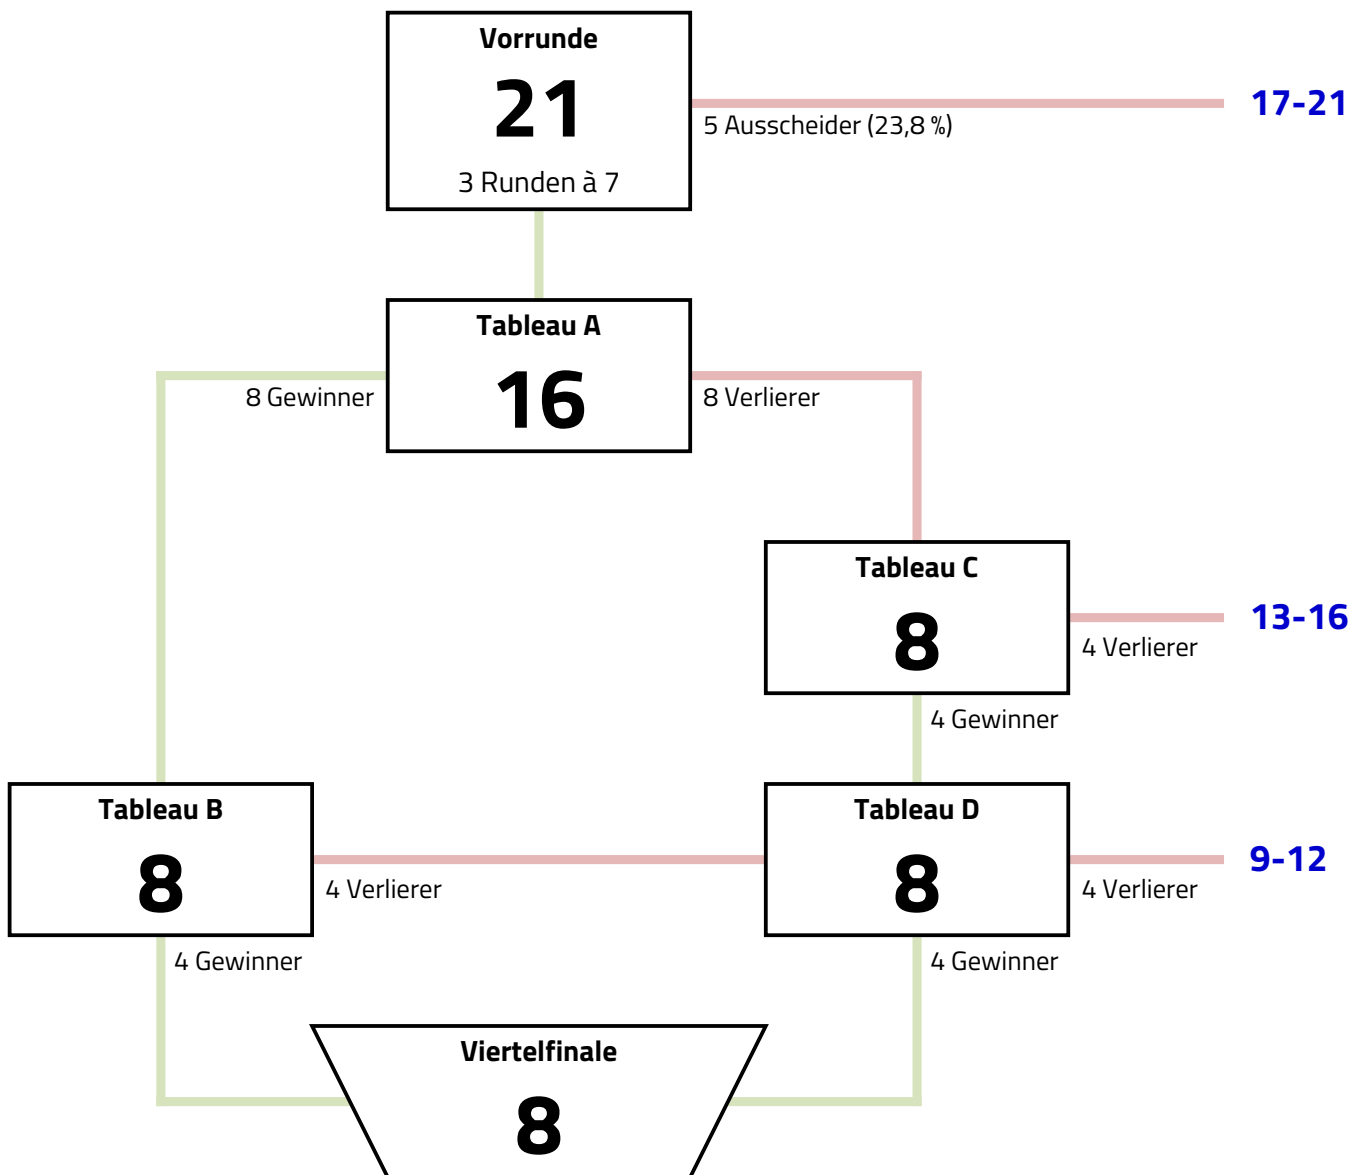 Vorrunde
21
3 Runden à 7
5 Ausscheider (23,8 %)
17-21
Tableau A
16
8 Gewinner
8 Verlierer
Tableau C
8
4 Verlierer
13-16
4 Gewinner
Tableau B
8
4 Verlierer
4 Gewinner
Tableau D
8
4 Verlierer
9-12
4 Gewinner
Viertelfinale
8